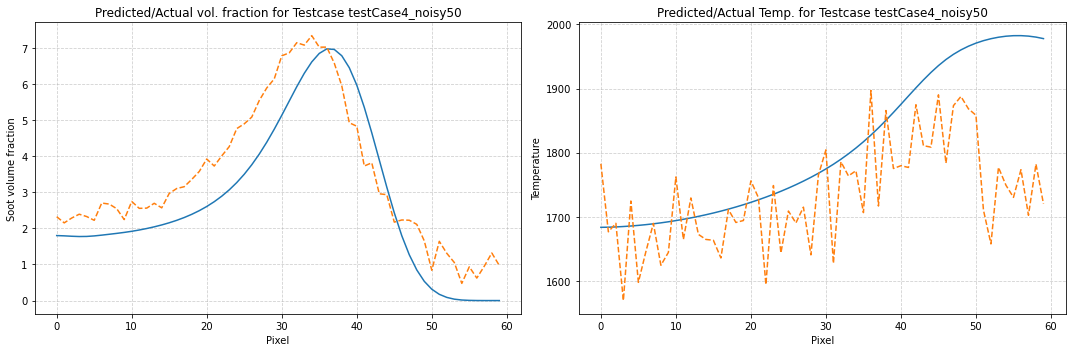 Predicted/Actual vol. fraction for Testcase testCase4_noisy50
Soot volume fraction
7
6
5
4
3
2
1
0
0 10 20 30 40 50 60
Pixel
Predicted/Actual Temp. for Testcase testCase4_noisy50
Temperature
2000
1900
1800
1700
1600
0 10 20 30 40 50 60
Pixel